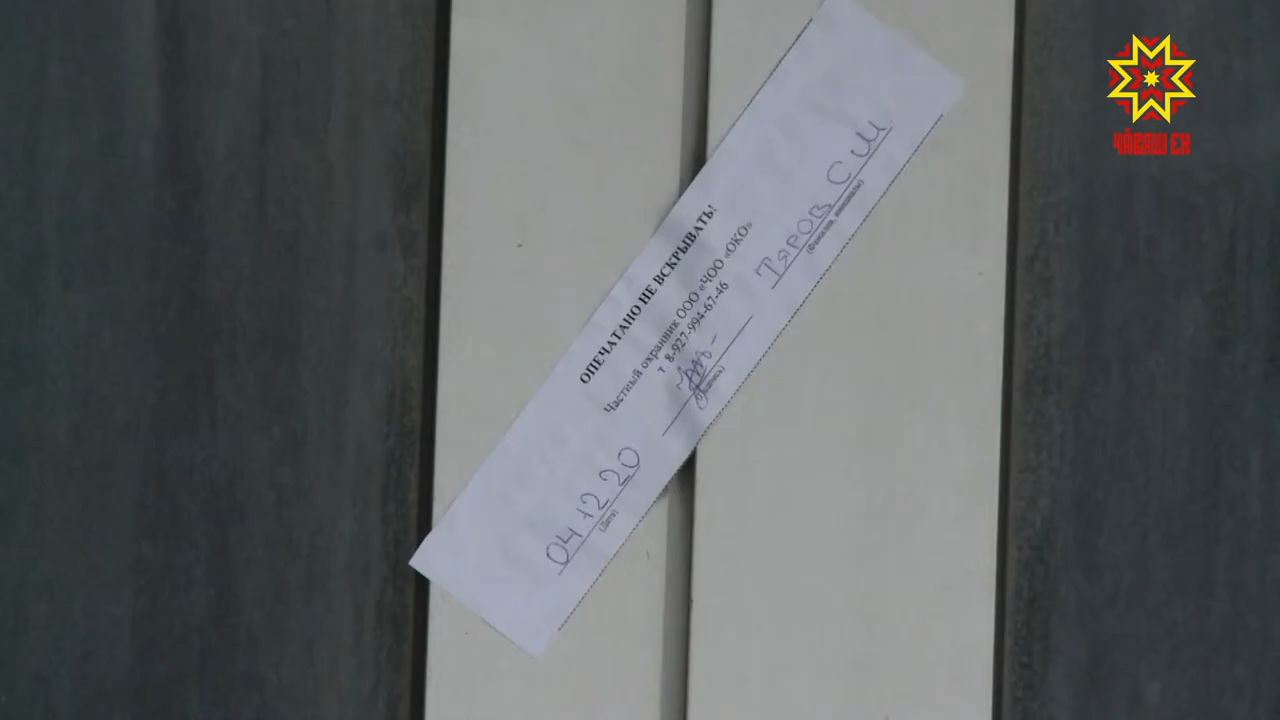 ОПЕЧАТАНО НЕ ВСКРЫВАТЬ!
Частный охранник ООО «ЧОО «ОКО»
т 8-927-994-67-46
04 12 20
(Дата)
(Подпись)
Тяров С М
(Фамилия, инициалы)
ЧӐВАШ ЕН